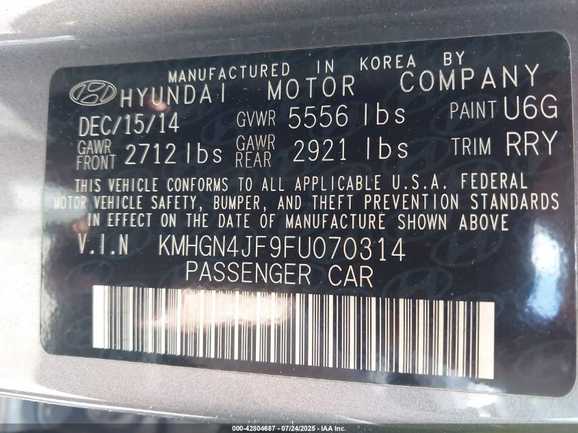 MANUFACTURED IN KOREA BY
HYUNDAI MOTOR COMPANY
DEC/15/14 GVWR 5556 lbs PAINT U6G
GAWR FRONT 2712 lbs GAWR REAR 2921 lbs TRIM RRY
THIS VEHICLE CONFORMS TO ALL APPLICABLE U.S.A. FEDERAL
MOTOR VEHICLE SAFETY, BUMPER, AND THEFT PREVENTION STANDARDS
IN EFFECT ON THE DATE OF MANUFACTURE SHOWN ABOVE
V.I.N KMHGN4JF9FU070314
PASSENGER CAR
000-42804687 - 07/24/2025 - IAA Inc.